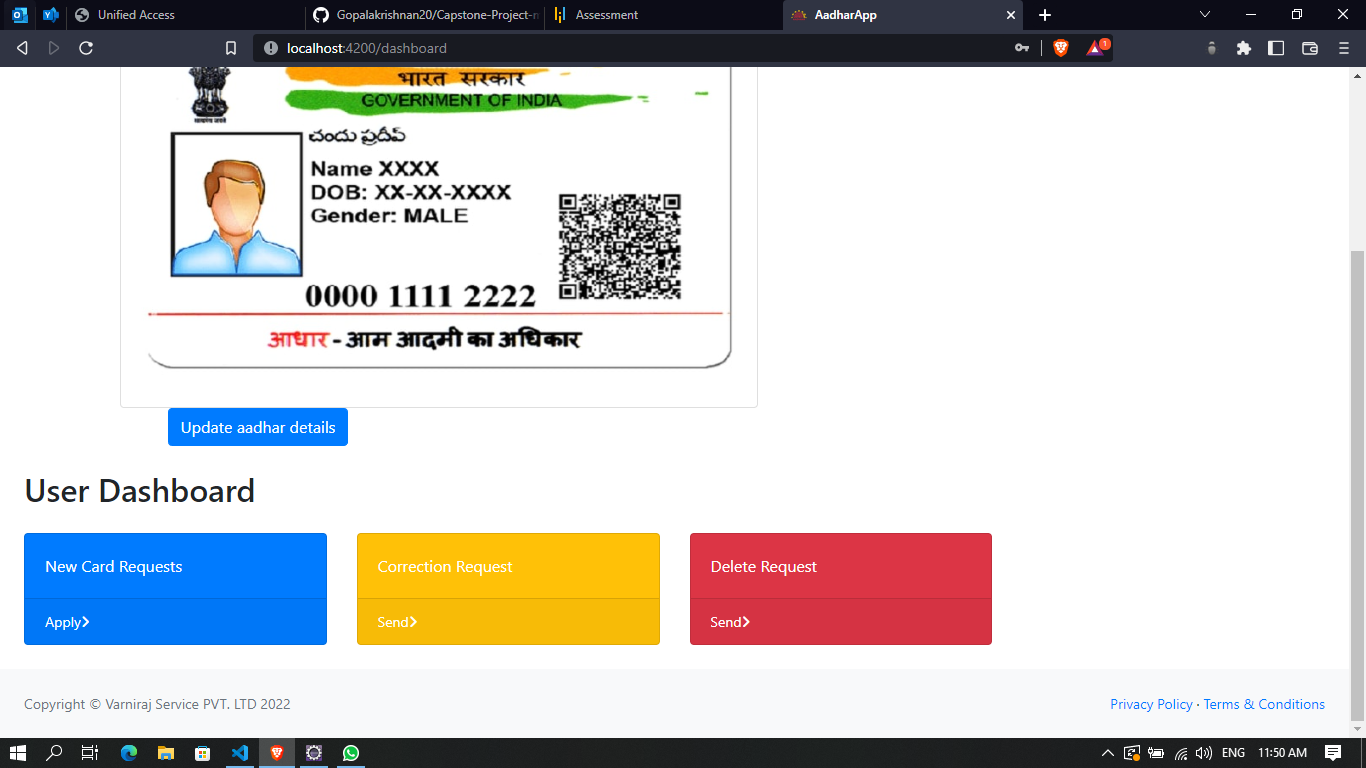 Unified Access
Gopalakrishnan20/Capstone-Project-n
Assessment
AadharApp
localhost:4200/dashboard
1
भारत सरकार
GOVERNMENT OF INDIA
చందు ప్రదీప్
Name XXXX
DOB: XX-XX-XXXX
Gender: MALE
0000 1111 2222
आधार - आम आदमी का अधिकार
Update aadhar details
User Dashboard
New Card Requests
Correction Request
Delete Request
Apply
Send
Send
Copyright © Varniraj Service PVT. LTD 2022
Privacy Policy · Terms & Conditions
ENG
11:50 AM